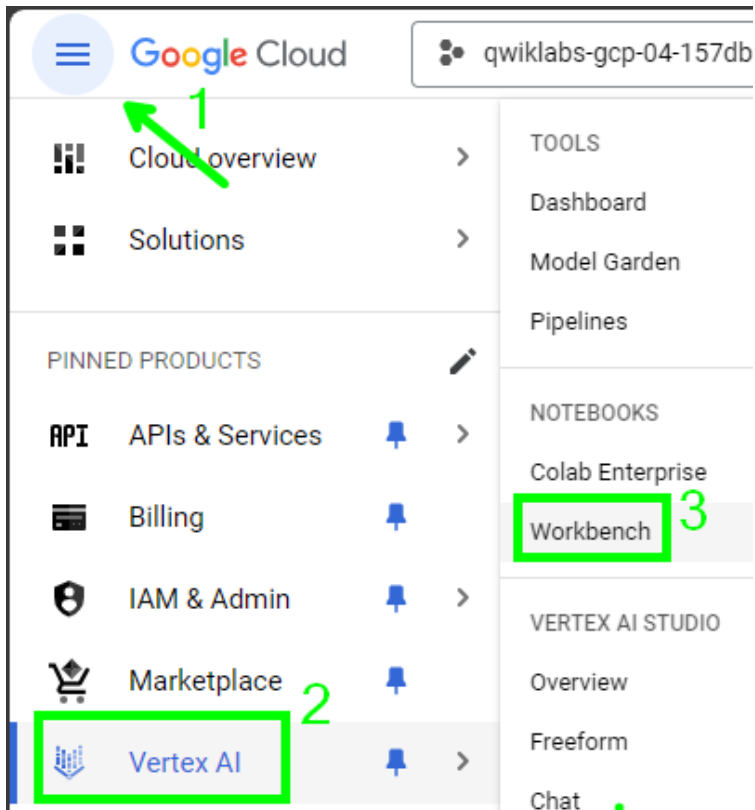 Google Cloud
qwiklabs-gcp-04-157db
1
Cloud overview
Solutions
PINNED PRODUCTS
API APIs & Services
Billing
IAM & Admin
Marketplace
2
Vertex AI
TOOLS
Dashboard
Model Garden
Pipelines
NOTEBOOKS
Colab Enterprise
Workbench
3
VERTEX AI STUDIO
Overview
Freeform
Chat